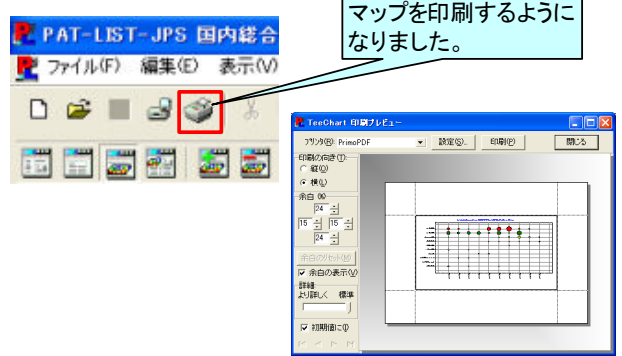 マップを印刷するように
なりました。
PAT-LIST-JPS 国内総合
ファイル(F) 編集(E) 表示(V)
TeeChart 印刷プレビュー
プリンタ(R): PrimoPDF 設定(S)... 印刷(P) 閉じる
印刷の向き(T):
縦(O)
横(L)
余白 (%)
24
15 15
24
余白のリセット(M)
余白の表示(V)
詳細:
より詳しく 標準
初期値に(I)